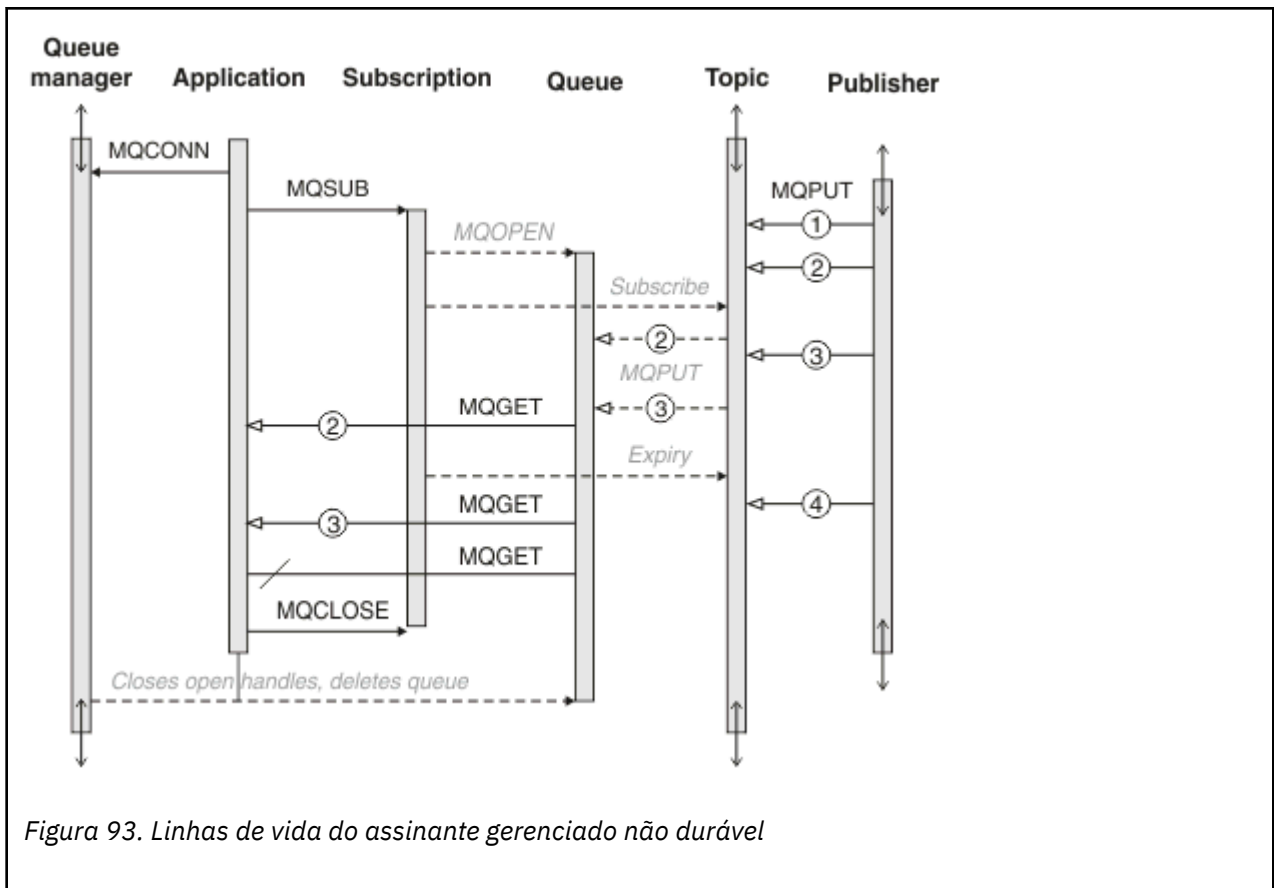 Queue
manager
Application
Subscription
Queue
Topic
Publisher
MQCONN
MQSUB
MQPUT
1
MQOPEN
2
Subscribe
2
3
MQPUT
3
MQGET
2
Expiry
MQGET
4
3
MQGET
MQCLOSE
Closes open handles, deletes queue
Figura 93. Linhas de vida do assinante gerenciado não durável